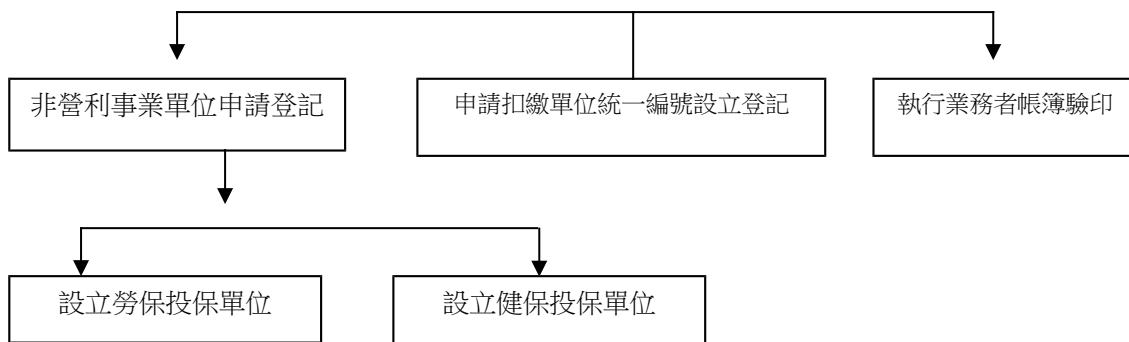 非營利事業單位申請登記
申請扣繳單位統一編號設立登記
執行業務者帳簿驗印
設立勞保投保單位
設立健保投保單位